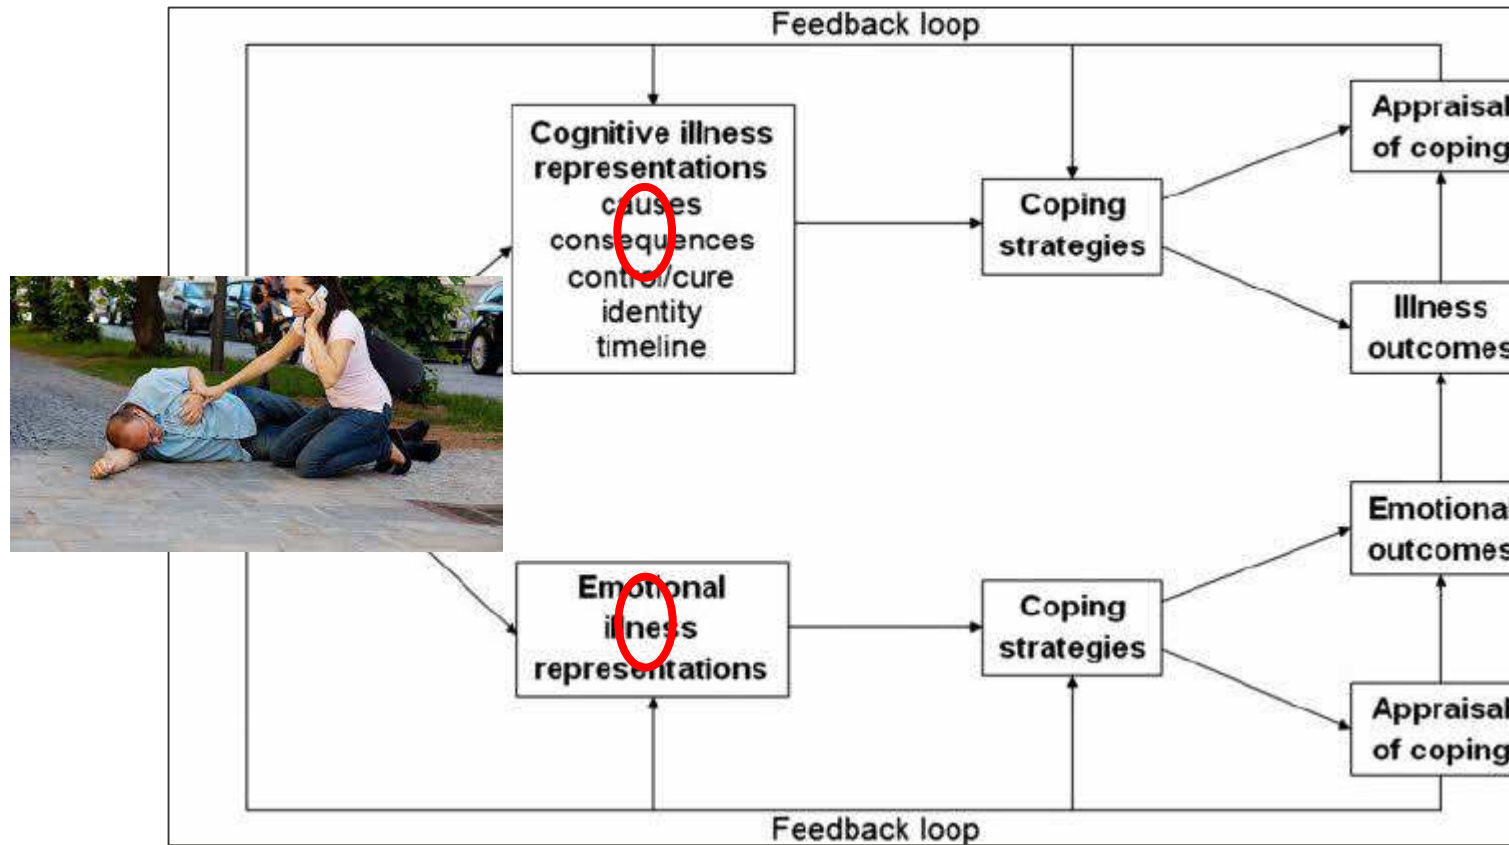 Feedback loop
Cognitive illness
representations
causes
consequences
control/cure
identity
timeline
Coping
strategies
Appraisal
of coping
Illness
outcomes
Emotional
illness
representations
Coping
strategies
Emotional
outcomes
Appraisal
of coping
Feedback loop